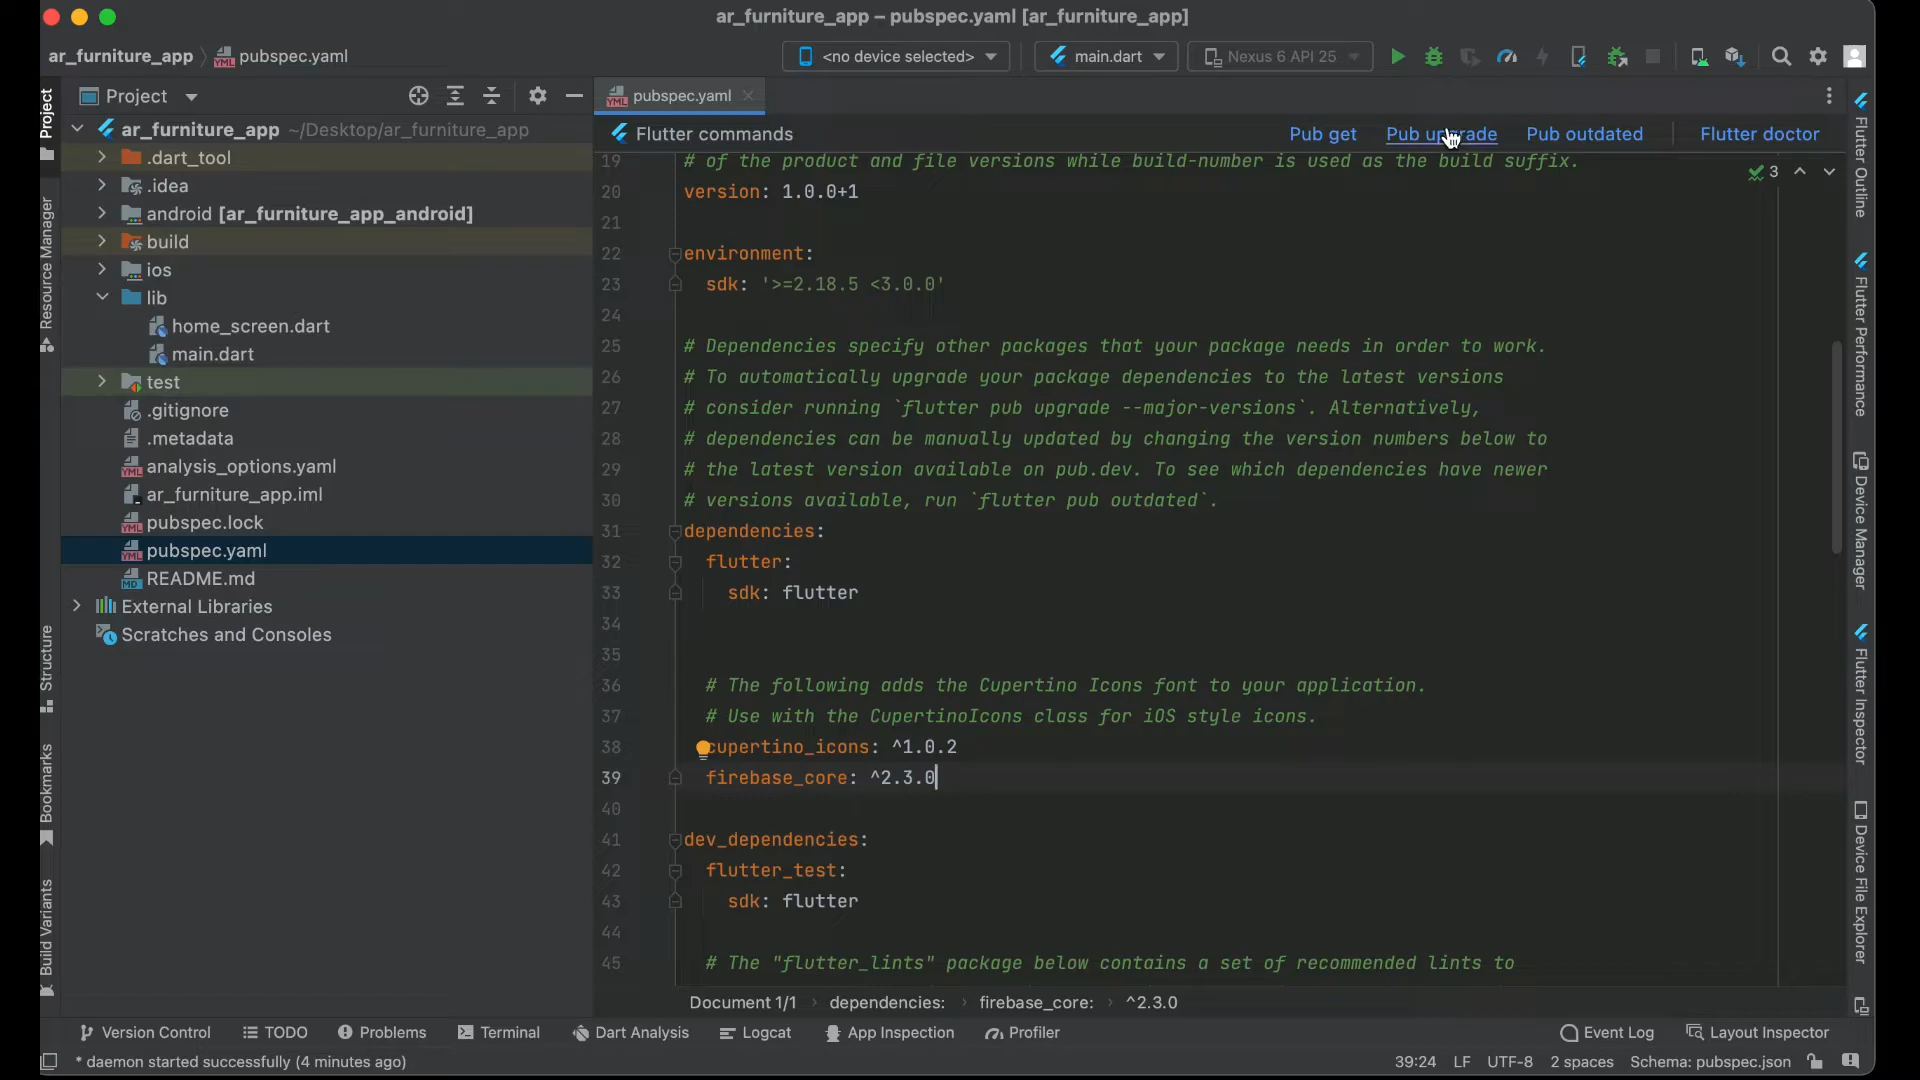 ar_furniture_app – pubspec.yaml [ar_furniture_app]
ar_furniture_app
pubspec.yaml
<no device selected>
main.dart
Nexus 6 API 25
Project
pubspec.yaml
Flutter commands
Pub get
Pub upgrade
Pub outdated
Flutter doctor
Project
Resource Manager
Structure
Bookmarks
Build Variants
ar_furniture_app ~/Desktop/ar_furniture_app
.dart_tool
.idea
android [ar_furniture_app_android]
build
ios
lib
home_screen.dart
main.dart
test
.gitignore
.metadata
analysis_options.yaml
ar_furniture_app.iml
pubspec.lock
pubspec.yaml
README.md
External Libraries
Scratches and Consoles
3
19 # of the product and file versions while build-number is used as the build suffix.
20 version: 1.0.0+1
21
22 environment:
23 sdk: '>=2.18.5 <3.0.0'
24
25 # Dependencies specify other packages that your package needs in order to work.
26 # To automatically upgrade your package dependencies to the latest versions
27 # consider running `flutter pub upgrade --major-versions`. Alternatively,
28 # dependencies can be manually updated by changing the version numbers below to
29 # the latest version available on pub.dev. To see which dependencies have newer
30 # versions available, run `flutter pub outdated`.
31 dependencies:
32 flutter:
33 sdk: flutter
34
35
36 # The following adds the Cupertino Icons font to your application.
37 # Use with the CupertinoIcons class for iOS style icons.
38 cupertino_icons: ^1.0.2
39 firebase_core: ^2.3.0
40
41 dev_dependencies:
42 flutter_test:
43 sdk: flutter
44
45 # The "flutter_lints" package below contains a set of recommended lints to
Document 1/1
dependencies:
firebase_core:
^2.3.0
Flutter Outline
Flutter Performance
Device Manager
Flutter Inspector
Device File Explorer
Version Control
TODO
Problems
Terminal
Dart Analysis
Logcat
App Inspection
Profiler
Event Log
Layout Inspector
* daemon started successfully (4 minutes ago)
39:24 LF UTF-8 2 spaces Schema: pubspec.json